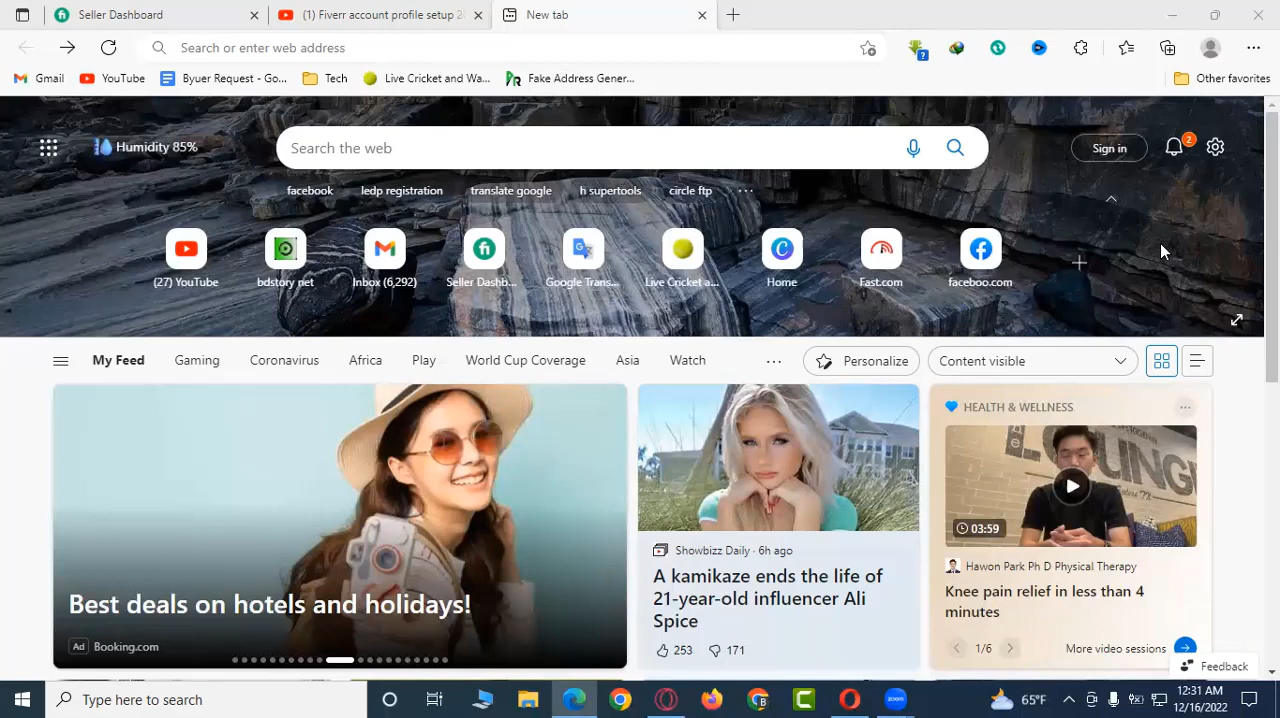 Seller Dashboard
(1) Fiverr account profile setup 2
New tab
Search or enter web address
Gmail
YouTube
Byuer Request - Go...
Tech
Live Cricket and Wa...
Fake Address Gener...
Other favorites
Humidity 85%
Search the web
Sign in
2
facebook
ledp registration
translate google
h supertools
circle ftp
(27) YouTube
bdstory net
Inbox (6,292)
Seller Dashb...
Google Trans...
Live Cricket a...
Home
Fast.com
faceboo.com
My Feed
Gaming
Coronavirus
Africa
Play
World Cup Coverage
Asia
Watch
Personalize
Content visible
Best deals on hotels and holidays!
Ad Booking.com
Showbizz Daily · 6h ago
A kamikaze ends the life of
21-year-old influencer Ali
Spice
253
171
HEALTH & WELLNESS
03:59
Hawon Park Ph D Physical Therapy
Knee pain relief in less than 4
minutes
1/6
More video sessions
Feedback
Type here to search
65°F
12:31 AM
12/16/2022